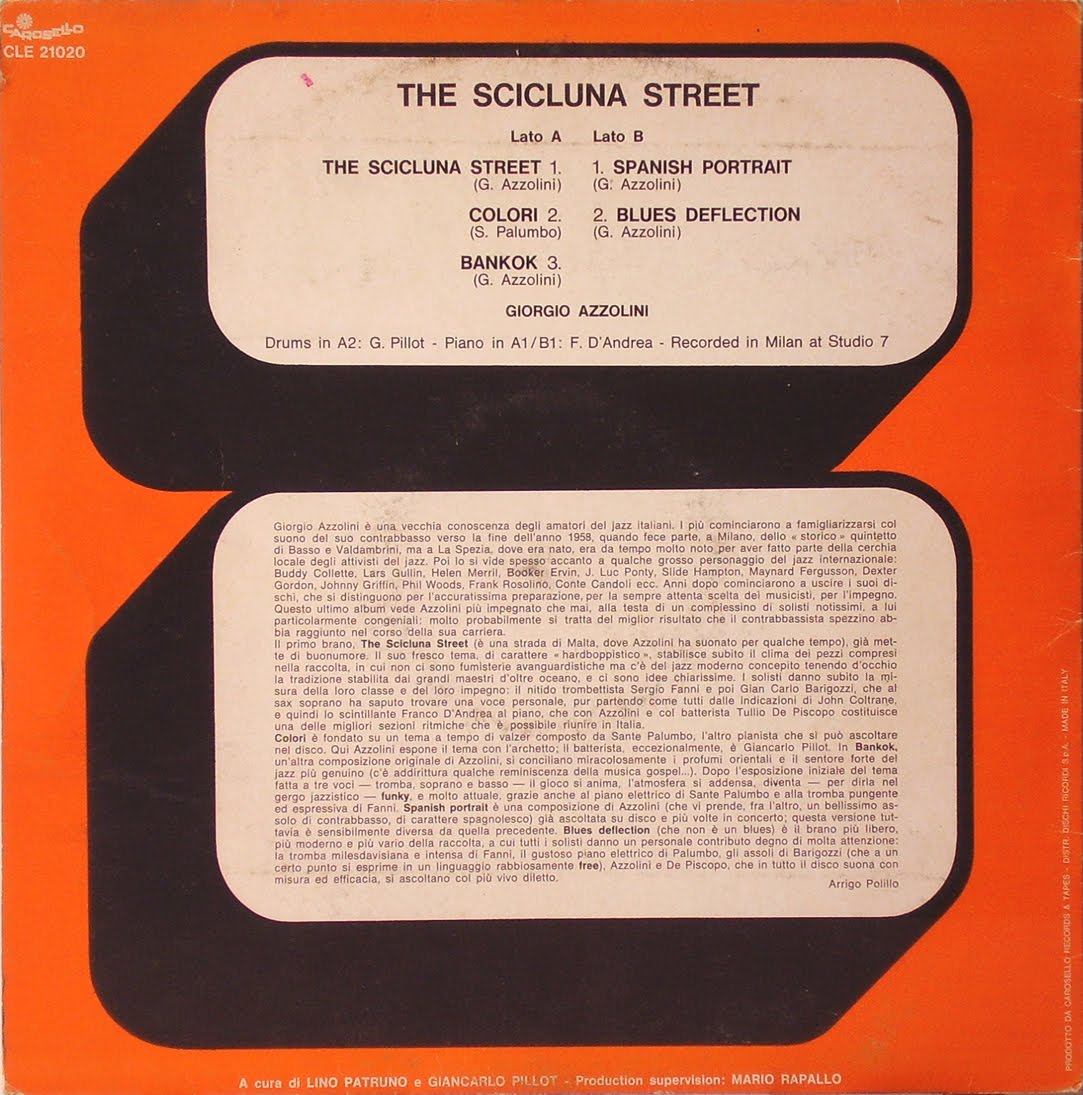 CAROSELLO
CLE 21020
THE SCICLUNA STREET
Lato A Lato B
THE SCICLUNA STREET 1. 1. SPANISH PORTRAIT
(G. Azzolini) (G. Azzolini)
COLORI 2. 2. BLUES DEFLECTION
(S. Palumbo) (G. Azzolini)
BANKOK 3.
(G. Azzolini)
GIORGIO AZZOLINI
Drums in A2: G. Pillot - Piano in A1/B1: F. D'Andrea - Recorded in Milan at Studio 7
Giorgio Azzolini è una vecchia conoscenza degli amatori del jazz italiani. I più cominciarono a famigliarizzarsi col
suono del suo contrabbasso verso la fine dell'anno 1958, quando fece parte, a Milano, dello « storico » quintetto
di Basso e Valdambrini, ma a La Spezia, dove era nato, era da tempo molto noto per aver fatto parte della cerchia
locale degli attivisti del jazz. Poi lo si vide spesso accanto a qualche grosso personaggio del jazz internazionale:
Buddy Collette, Lars Gullin, Helen Merril, Booker Ervin, J. Luc Ponty, Slide Hampton, Maynard Fergusson, Dexter
Gordon, Johnny Griffin, Phil Woods, Frank Rosolino, Conte Candoli ecc. Anni dopo cominciarono a uscire i suoi di-
schi, che si distinguono per l'accuratissima preparazione, per la sempre attenta scelta dei musicisti, per l'impegno.
Questo ultimo album vede Azzolini più impegnato che mai, alla testa di un complessino di solisti notissimi, a lui
particolarmente congeniali: molto probabilmente si tratta del miglior risultato che il contrabbassista spezzino ab-
bia raggiunto nel corso della sua carriera.
Il primo brano, The Scicluna Street (è una strada di Malta, dove Azzolini ha suonato per qualche tempo), già met-
te di buonumore. Il suo fresco tema, di carattere « hardboppistico », stabilisce subito il clima dei pezzi compresi
nella raccolta, in cui non ci sono fumisterie avanguardistiche ma c'è del jazz moderno concepito tenendo d'occhio
la tradizione stabilita dai grandi maestri d'oltre oceano, e ci sono idee chiarissime. I solisti danno subito la mi-
sura della loro classe e del loro impegno: il nitido trombettista Sergio Fanni e poi Gian Carlo Barigozzi, che al
sax soprano ha saputo trovare una voce personale, pur partendo come tutti dalle indicazioni di John Coltrane,
e quindi lo scintillante Franco D'Andrea al piano, che con Azzolini e col batterista Tullio De Piscopo costituisce
una delle migliori sezioni ritmiche che è possibile riunire in Italia.
Colori è fondato su un tema a tempo di valzer composto da Sante Palumbo, l'altro pianista che si può ascoltare
nel disco. Qui Azzolini espone il tema con l'archetto; il batterista, eccezionalmente, è Giancarlo Pillot. In Bankok,
un'altra composizione originale di Azzolini, si conciliano miracolosamente i profumi orientali e il sentore forte del
jazz più genuino (c'è addirittura qualche reminiscenza della musica gospel...). Dopo l'esposizione iniziale del tema
fatta a tre voci — tromba, soprano e basso — il gioco si anima, l'atmosfera si addensa, diventa — per dirla nel
gergo jazzistico — funky, e molto attuale, grazie anche al piano elettrico di Sante Palumbo e alla tromba pungente
ed espressiva di Fanni. Spanish portrait è una composizione di Azzolini (che vi prende, fra l'altro, un bellissimo as-
solo di contrabbasso, di carattere spagnolesco) già ascoltata su disco e più volte in concerto; questa versione tut-
tavia è sensibilmente diversa da quella precedente. Blues deflection (che non è un blues) è il brano più libero,
più moderno e più vario della raccolta, a cui tutti i solisti danno un personale contributo degno di molta attenzione:
la tromba milesdavisiana e intensa di Fanni, il gustoso piano elettrico di Palumbo, gli assoli di Barigozzi (che a un
certo punto si esprime in un linguaggio rabbiosamente free), Azzolini e De Piscopo, che in tutto il disco suona con
misura ed efficacia, si ascoltano col più vivo diletto.
Arrigo Polillo
A cura di LINO PATRUNO e GIANCARLO PILLOT - Production supervision: MARIO RAPALLO
PRODOTTO DA CAROSELLO RECORDS & TAPES - DISTR. DISCHI RICORDI S.p.A. - MADE IN ITALY